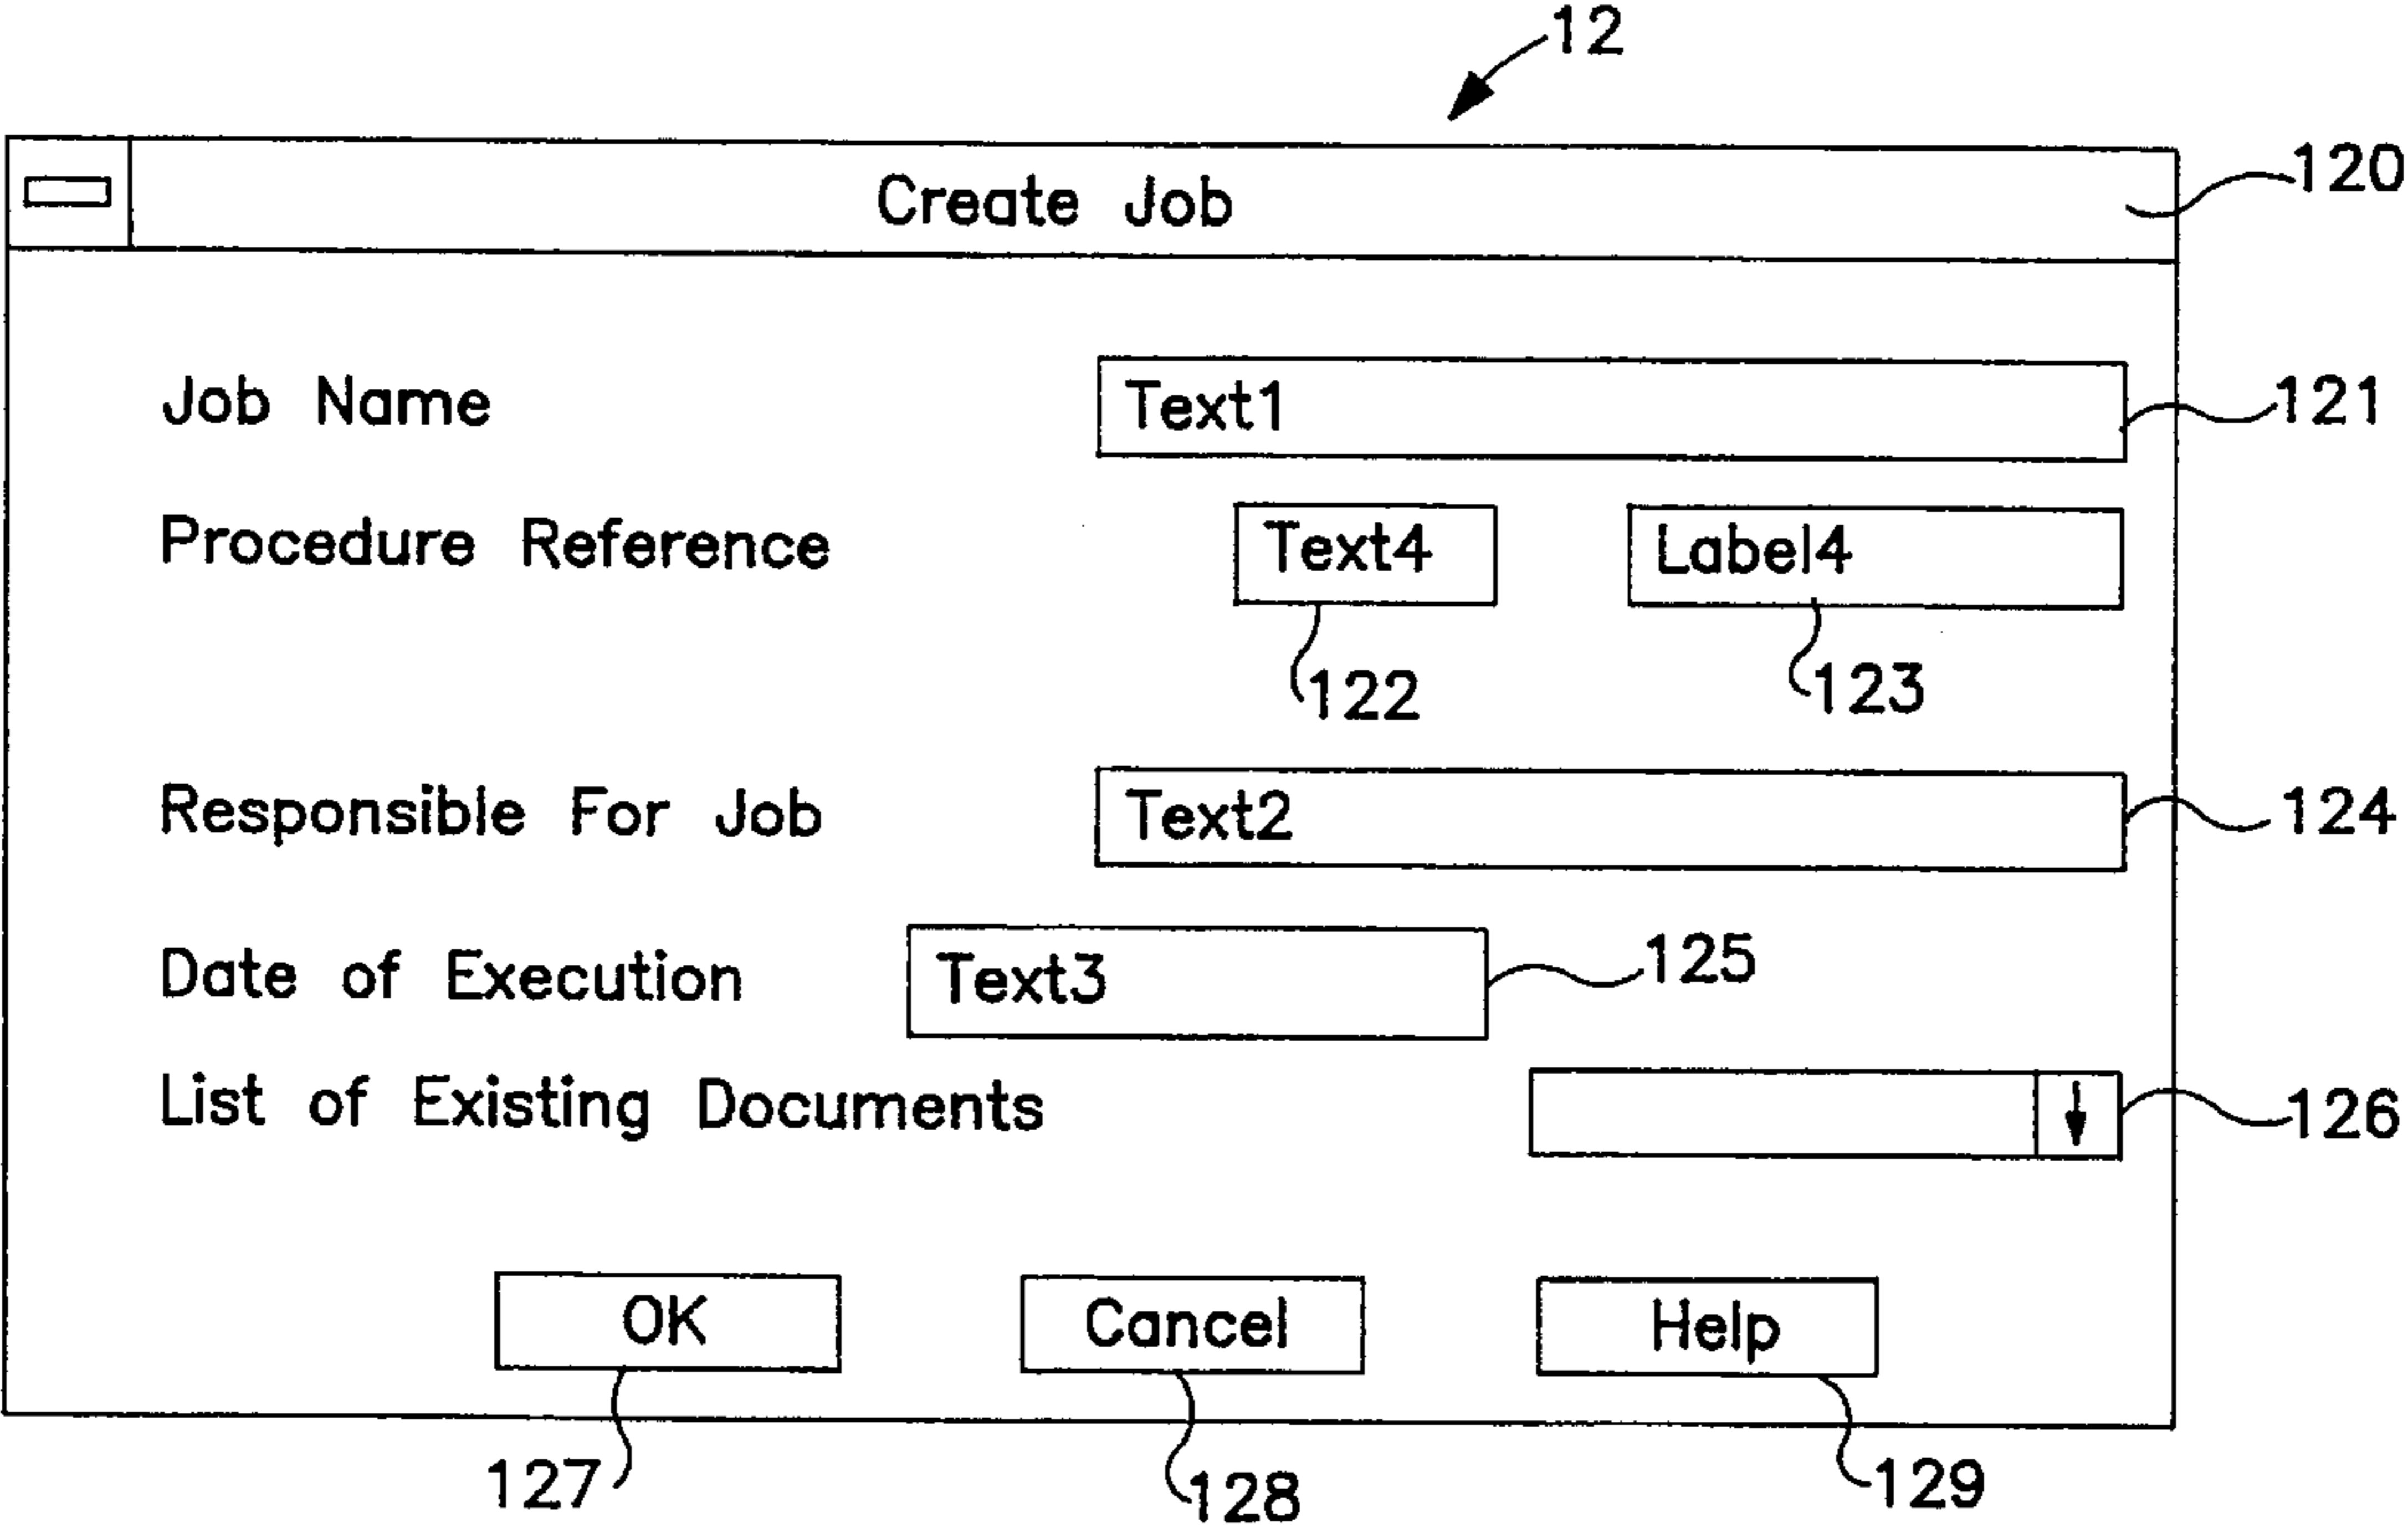 12
Create Job 120
Job Name Text1 121
Procedure Reference Text4 Label4
122 123
Responsible For Job Text2 124
Date of Execution Text3 125
List of Existing Documents 126
OK Cancel Help
127 128 129